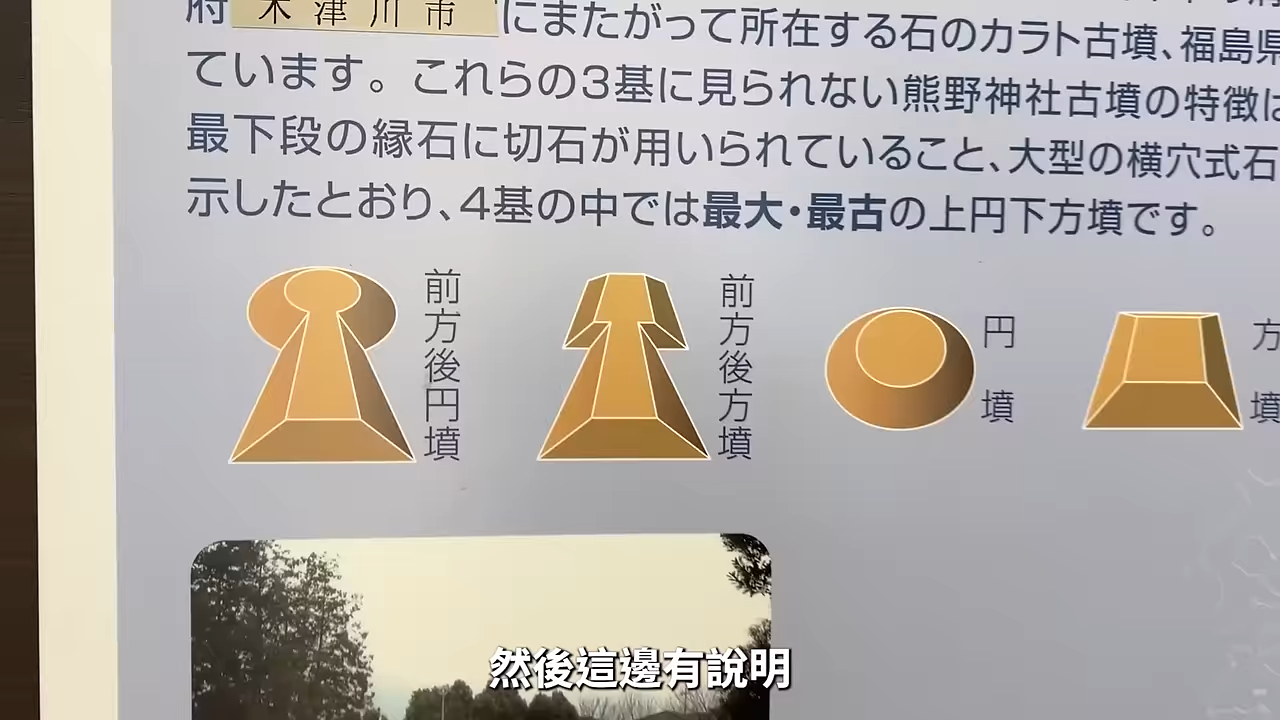 府 木津川市 にまたがって所在する石のカラト古墳、福島県
ています。これらの3基に見られない熊野神社古墳の特徴は
最下段の縁石に切石が用いられていること、大型の横穴式石
示したとおり、4基の中では最大・最古の上円下方墳です。
前方後円墳
前方後方墳
円墳
方墳
然後這邊有說明